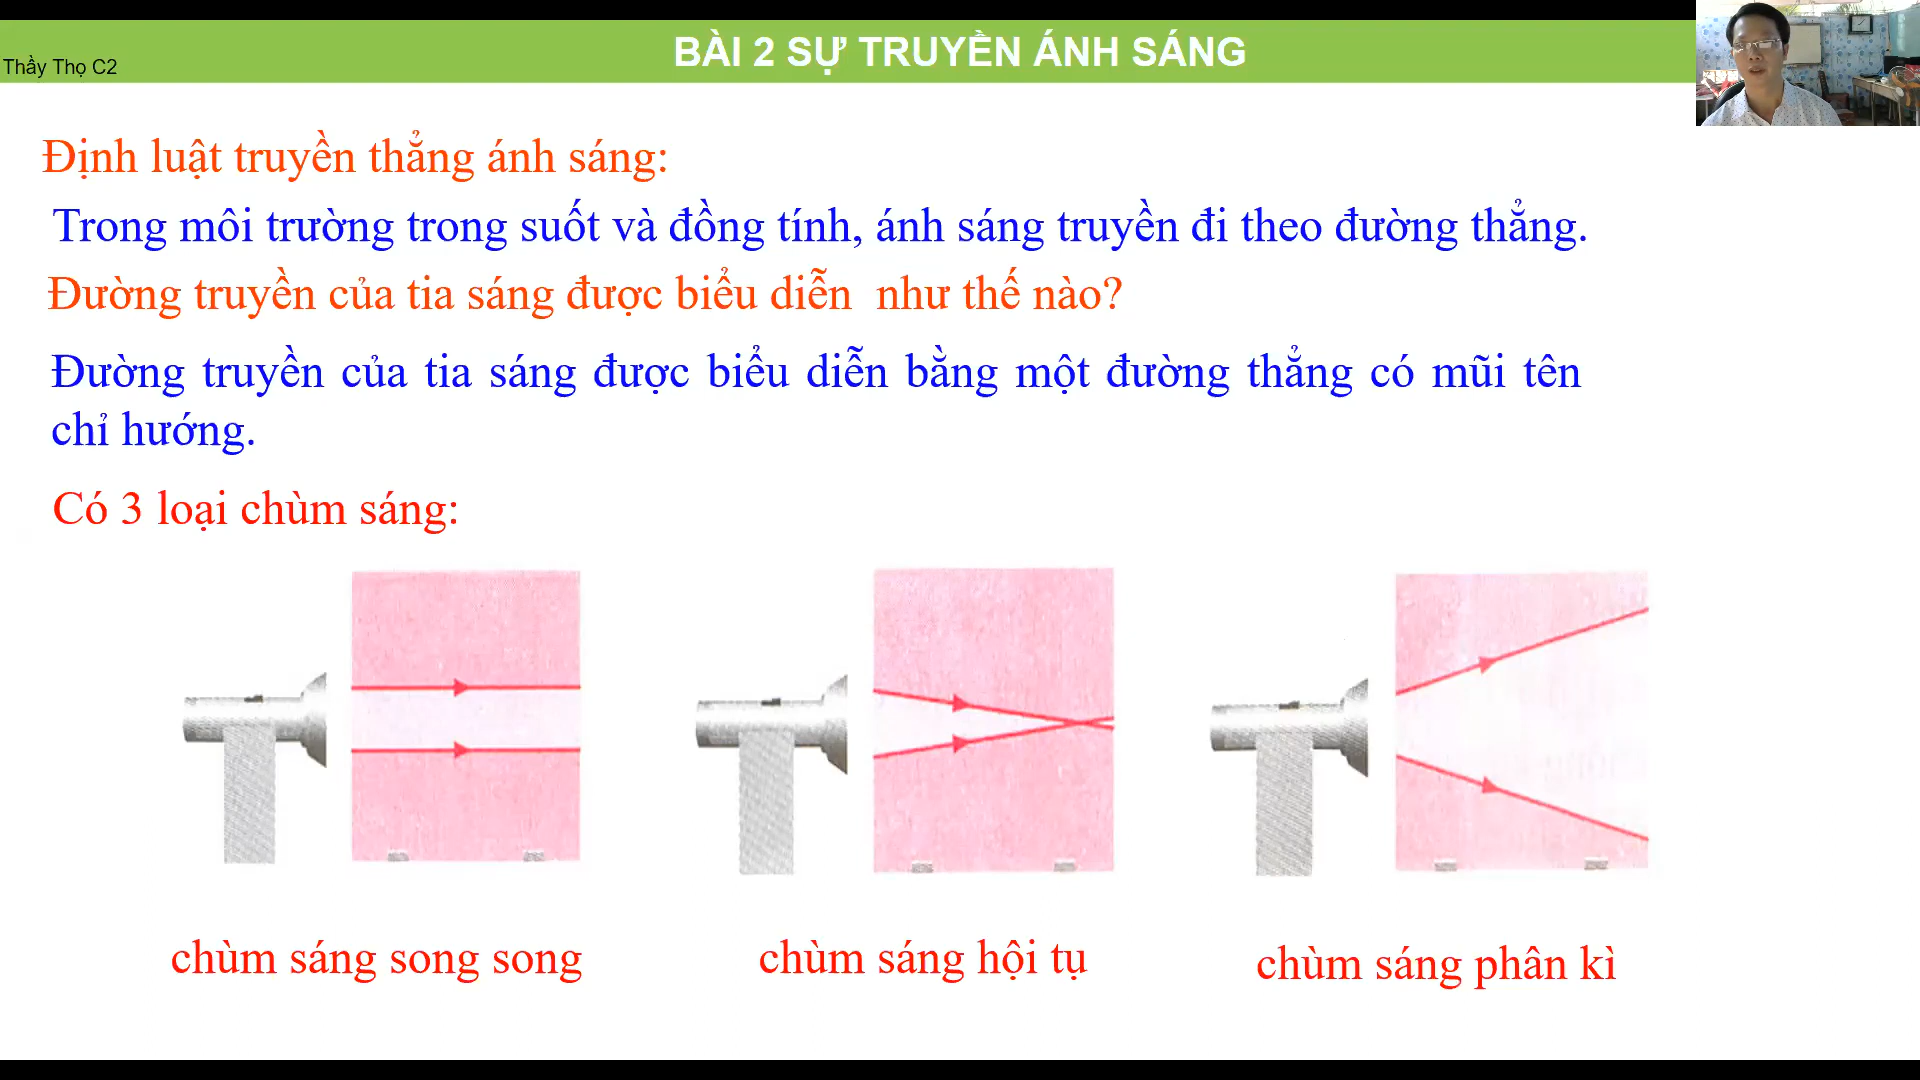 BÀI 2 SỰ TRUYỀN ÁNH SÁNG
Thầy Thọ C2
Định luật truyền thẳng ánh sáng:
Trong môi trường trong suốt và đồng tính, ánh sáng truyền đi theo đường thẳng.
Đường truyền của tia sáng được biểu diễn như thế nào?
Đường truyền của tia sáng được biểu diễn bằng một đường thẳng có mũi tên
chỉ hướng.
Có 3 loại chùm sáng:
chùm sáng song song
chùm sáng hội tụ
chùm sáng phân kì